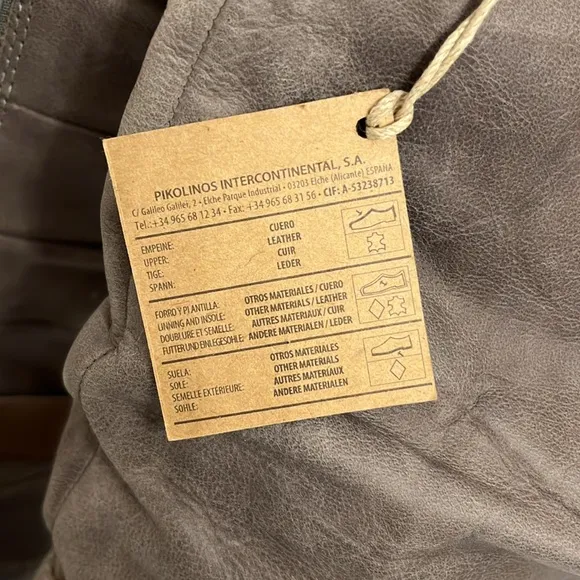 PIKOLINOS INTERCONTINENTAL, S.A.
C/ Galileo Galilei, 2 • Elche Parque Industrial • 03203 Elche (Alicante) ESPAÑA
Tel.:+34 965 68 12 34 • Fax: +34 965 68 31 56 • CIF: A-53238713
EMPEINE: CUERO
UPPER: LEATHER
TIGE: CUIR
SPANN: LEDER
FORRO Y PLANTILLA: OTROS MATERIALES / CUERO
LINNING AND INSOLE: OTHER MATERIALS / LEATHER
DOUBLURE ET SEMELLE: AUTRES MATERIAUX / CUIR
FUTTER UND EINLEGESOHLE: ANDERE MATERIALEN / LEDER
SUELA: OTROS MATERIALES
SOLE: OTHER MATERIALS
SEMELLE EXTÉRIEURE: AUTRES MATERIAUX
SOHLE: ANDERE MATERIALEN